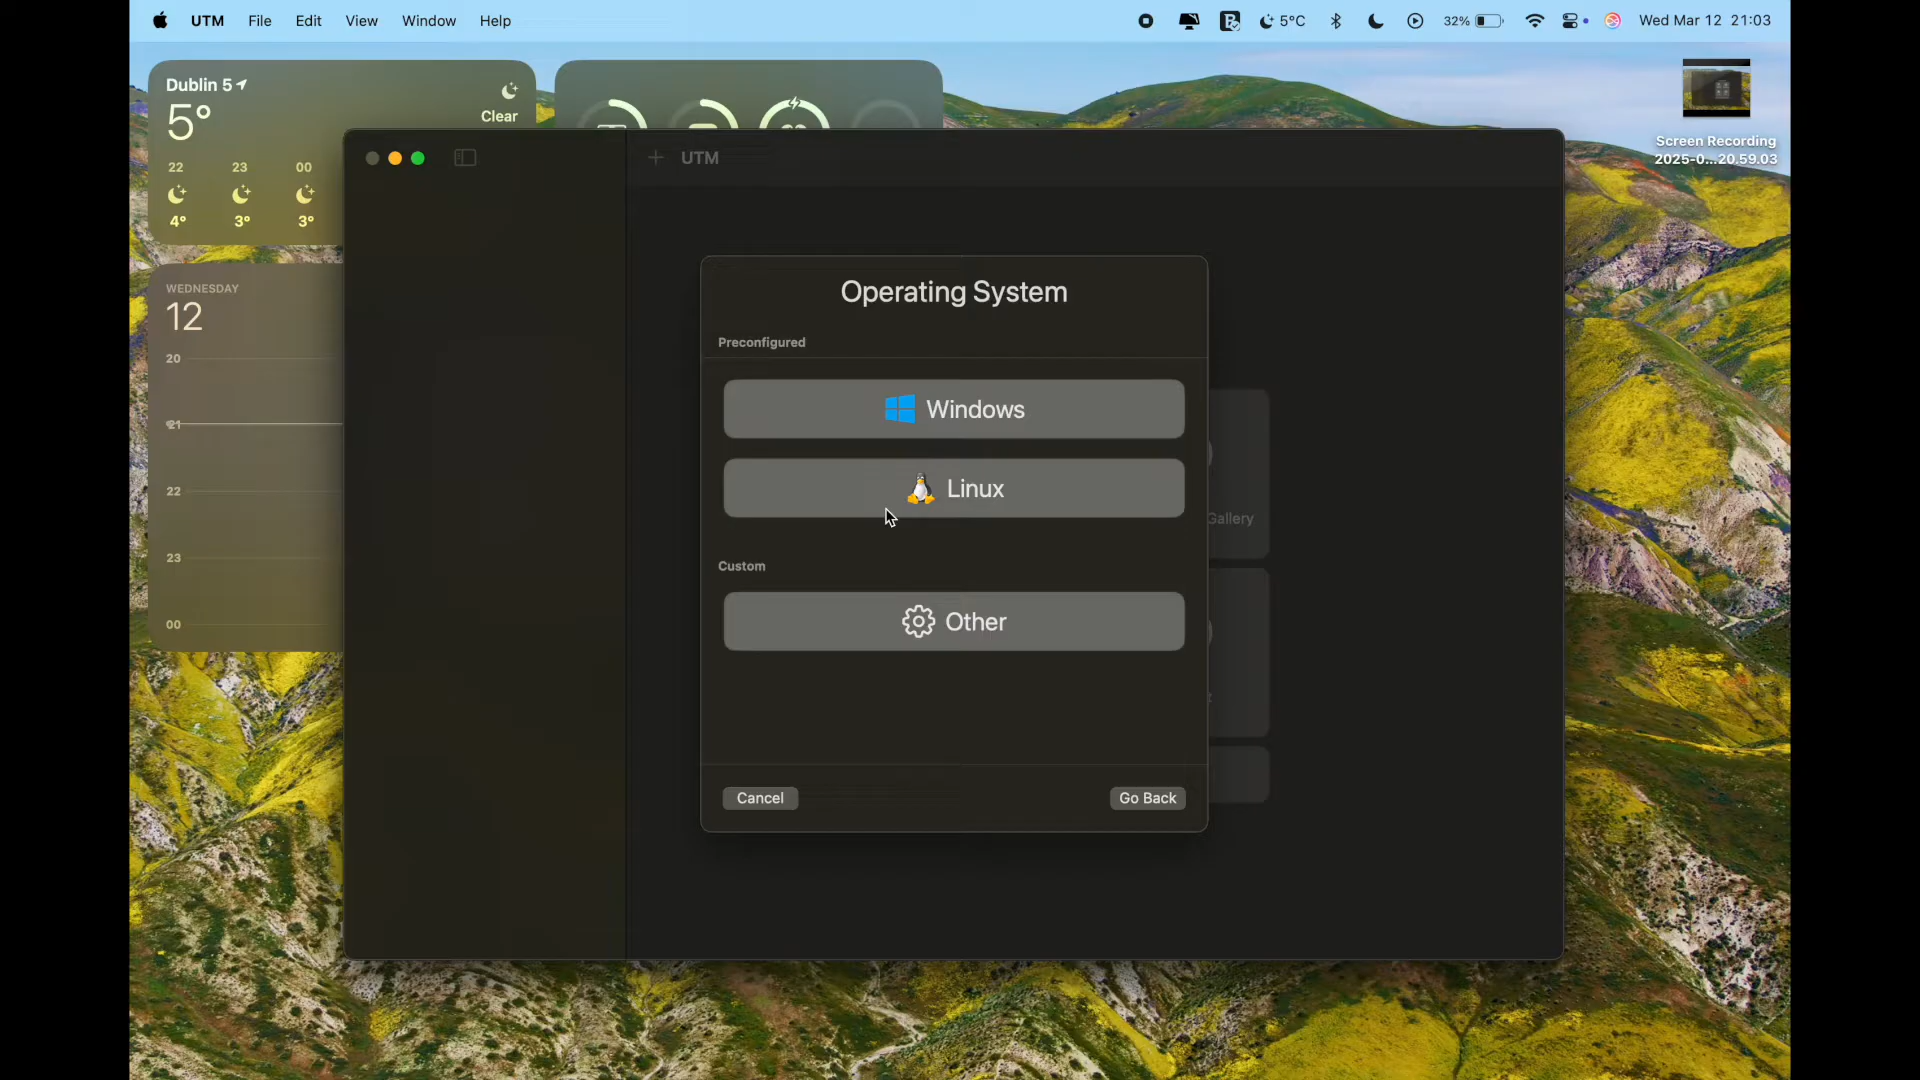 UTM File Edit View Window Help
5°C 32% Wed Mar 12 21:03
Dublin 5
5°
Clear
22 23 00
4° 3° 3°
WEDNESDAY
12
20
21
22
23
00
UTM
Operating System
Preconfigured
Windows
Linux
Custom
Other
Cancel
Go Back
Gallery
Screen Recording
2025-0...20.59.03